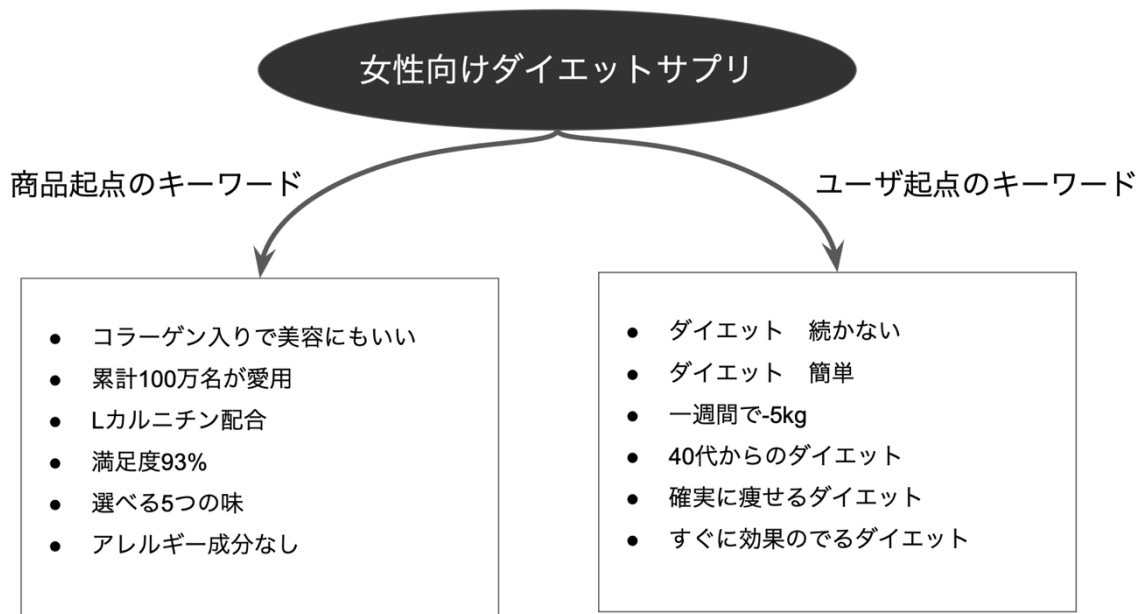 女性向けダイエットサプリ
商品起点のキーワード
ユーザ起点のキーワード
● コラーゲン入りで美容にもいい
● 累計100万名が愛用
● Lカルニチン配合
● 満足度93%
● 選べる5つの味
● アレルギー成分なし
● ダイエット　続かない
● ダイエット　簡単
● 一週間で-5kg
● 40代からのダイエット
● 確実に痩せるダイエット
● すぐに効果のでるダイエット